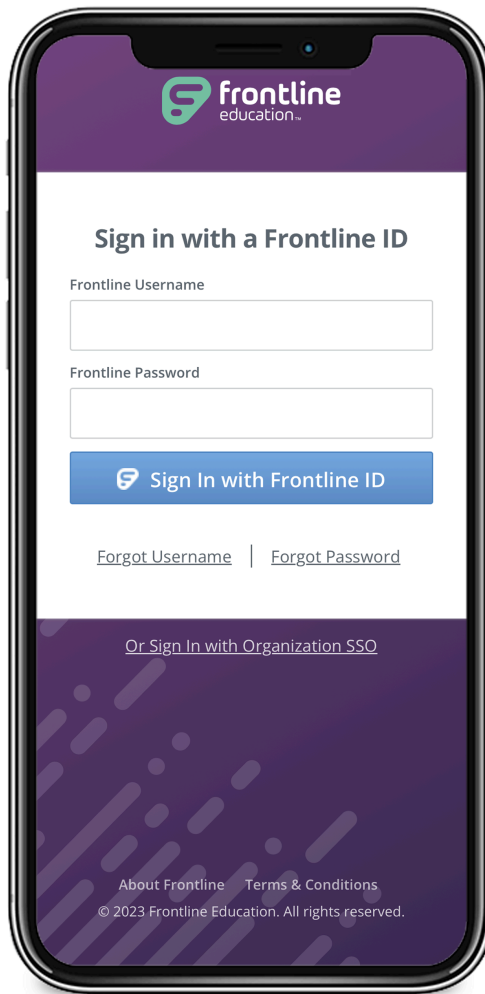 frontline
education™
Sign in with a Frontline ID
Frontline Username
Frontline Password
Sign In with Frontline ID
Forgot Username | Forgot Password
Or Sign In with Organization SSO
About Frontline Terms & Conditions
© 2023 Frontline Education. All rights reserved.